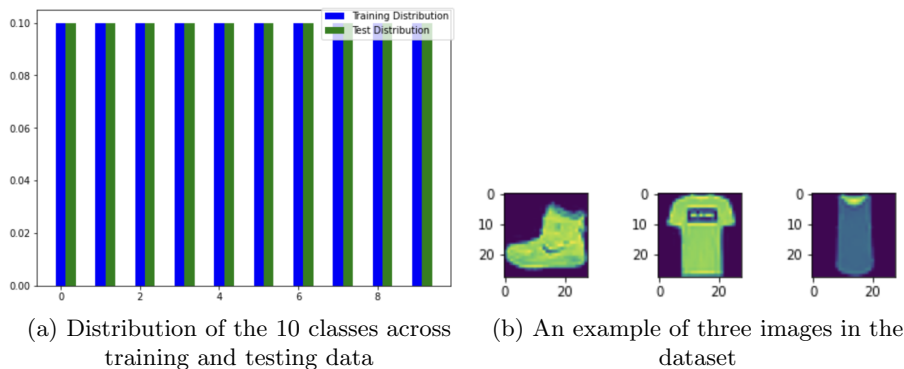 Training Distribution
Test Distribution
0.10
0.08
0.06
0.04
0.02
0.00
0 2 4 6 8
0
10
20
0 20
0
10
20
0 20
0
10
20
0 20
(a) Distribution of the 10 classes across
training and testing data
(b) An example of three images in the
dataset